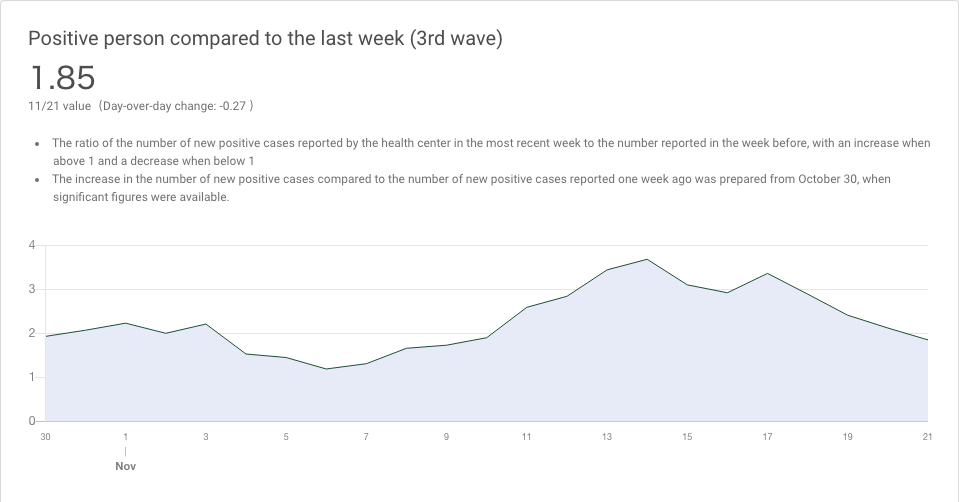 Positive person compared to the last week (3rd wave)
1.85
11/21 value (Day-over-day change: -0.27 )
• The ratio of the number of new positive cases reported by the health center in the most recent week to the number reported in the week before, with an increase when
above 1 and a decrease when below 1
• The increase in the number of new positive cases compared to the number of new positive cases reported one week ago was prepared from October 30, when
significant figures were available.
4
3
2
1
0
30 1 3 5 7 9 11 13 15 17 19 21
Nov